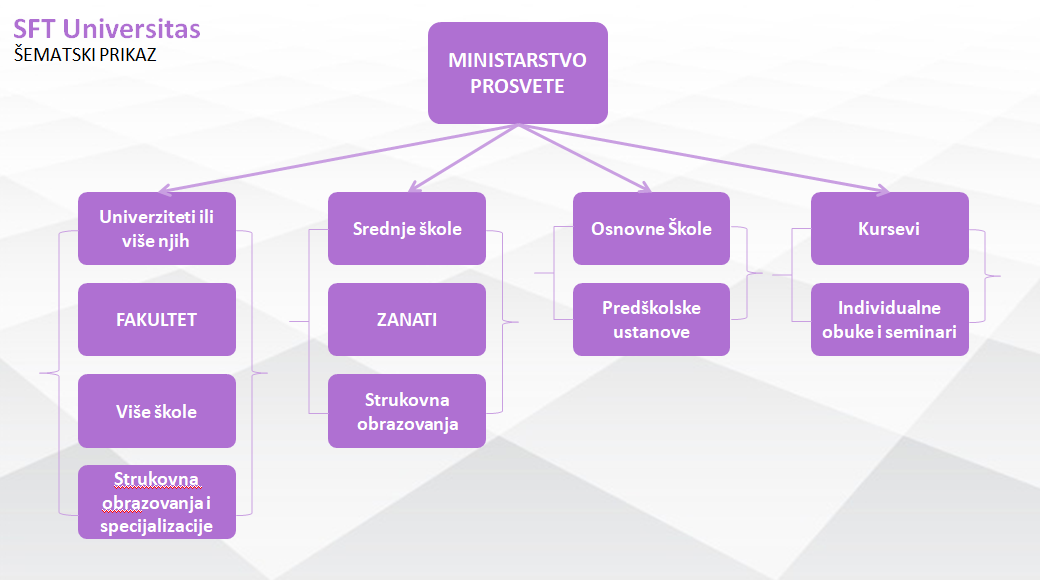 SFT Universitas
ŠEMATSKI PRIKAZ
MINISTARSTVO
PROSVETE
Univerziteti ili
više njih
FAKULTET
Više škole
Strukovna
obrazovanja i
specijalizacije
Srednje škole
ZANATI
Strukovna
obrazovanja
Osnovne Škole
Predškolske
ustanove
Kursevi
Individualne
obuke i seminari